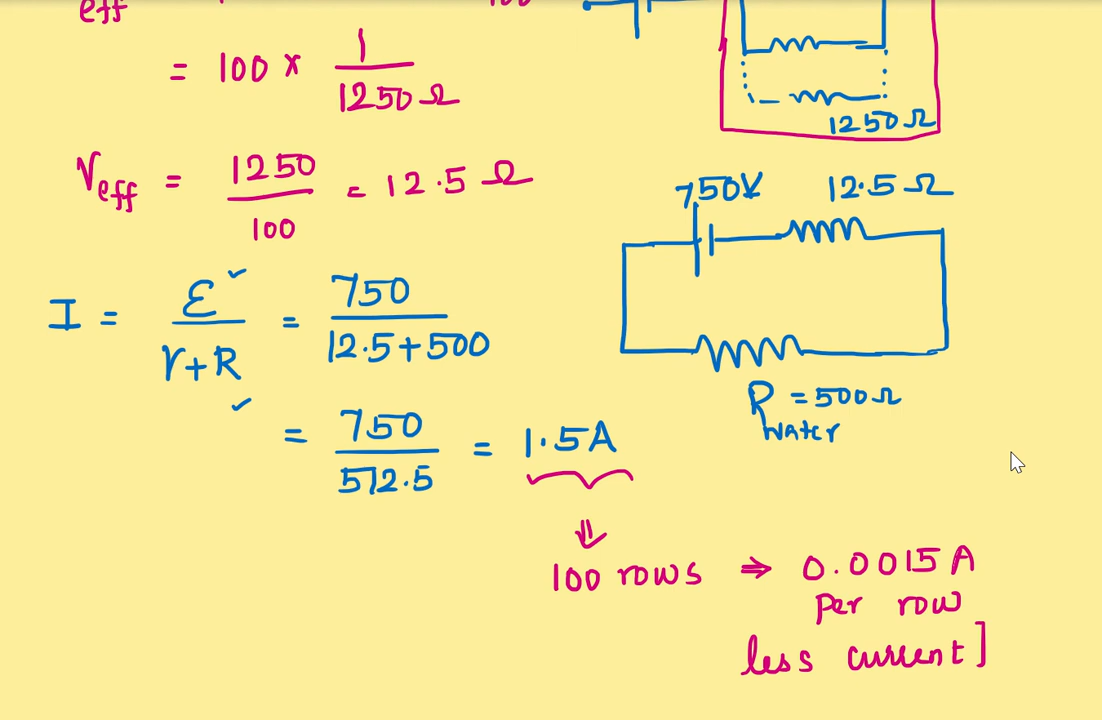 eff
100
= 100 x 1/1250 Ω
1250 Ω
r_eff = 1250/100 = 12.5 Ω
750V 12.5 Ω
I = ε/r+R = 750/12.5+500
R water = 500 Ω
= 750/512.5 = 1.5A
⇓
100 rows ⇒ 0.0015 A
per row
less current]